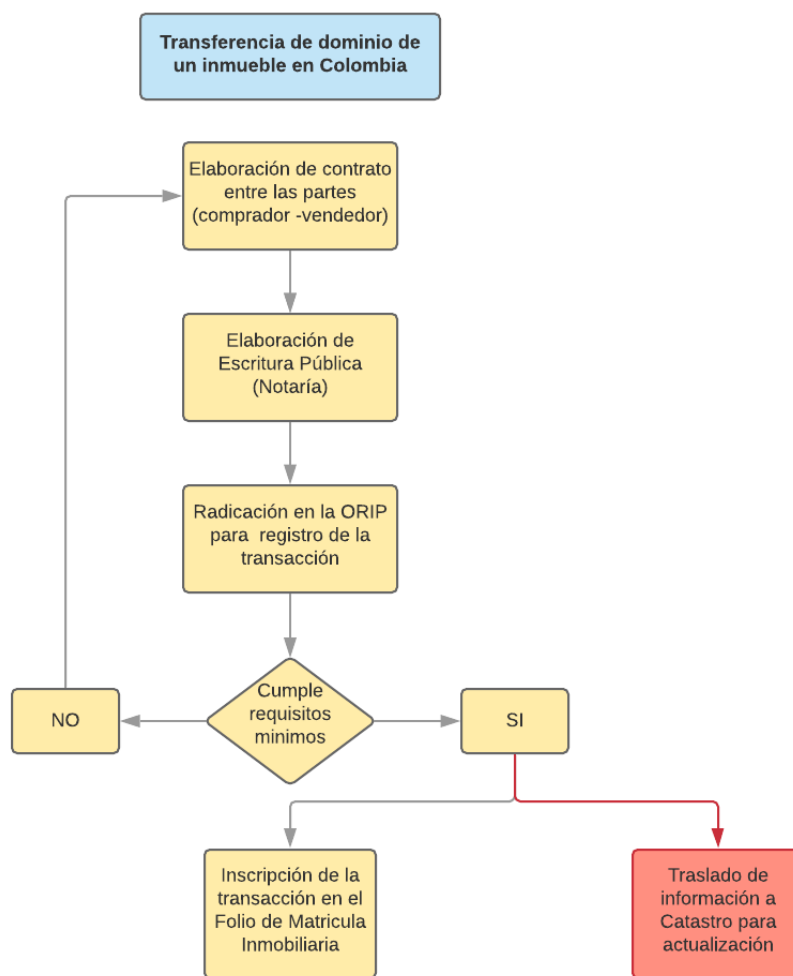 Transferencia de dominio de
un inmueble en Colombia
Elaboración de contrato
entre las partes
(comprador -vendedor)
Elaboración de
Escritura Pública
(Notaría)
Radicación en la ORIP
para  registro de la
transacción
Cumple
requisitos
minimos
NO
SI
Inscripción de la
transacción en el
Folio de Matricula
Inmobiliaria
Traslado de
información a
Catastro para
actualización